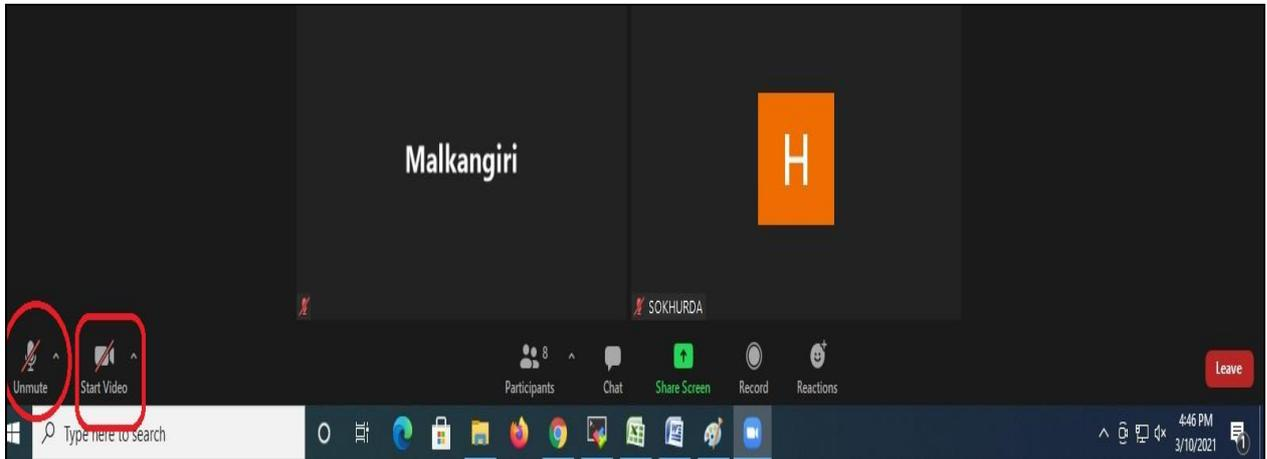 Malkangiri
H
SOKHURDA
Unmute
Start Video
8
Participants
Chat
Share Screen
Record
Reactions
Leave
Type here to search
4:46 PM
3/10/2021
1